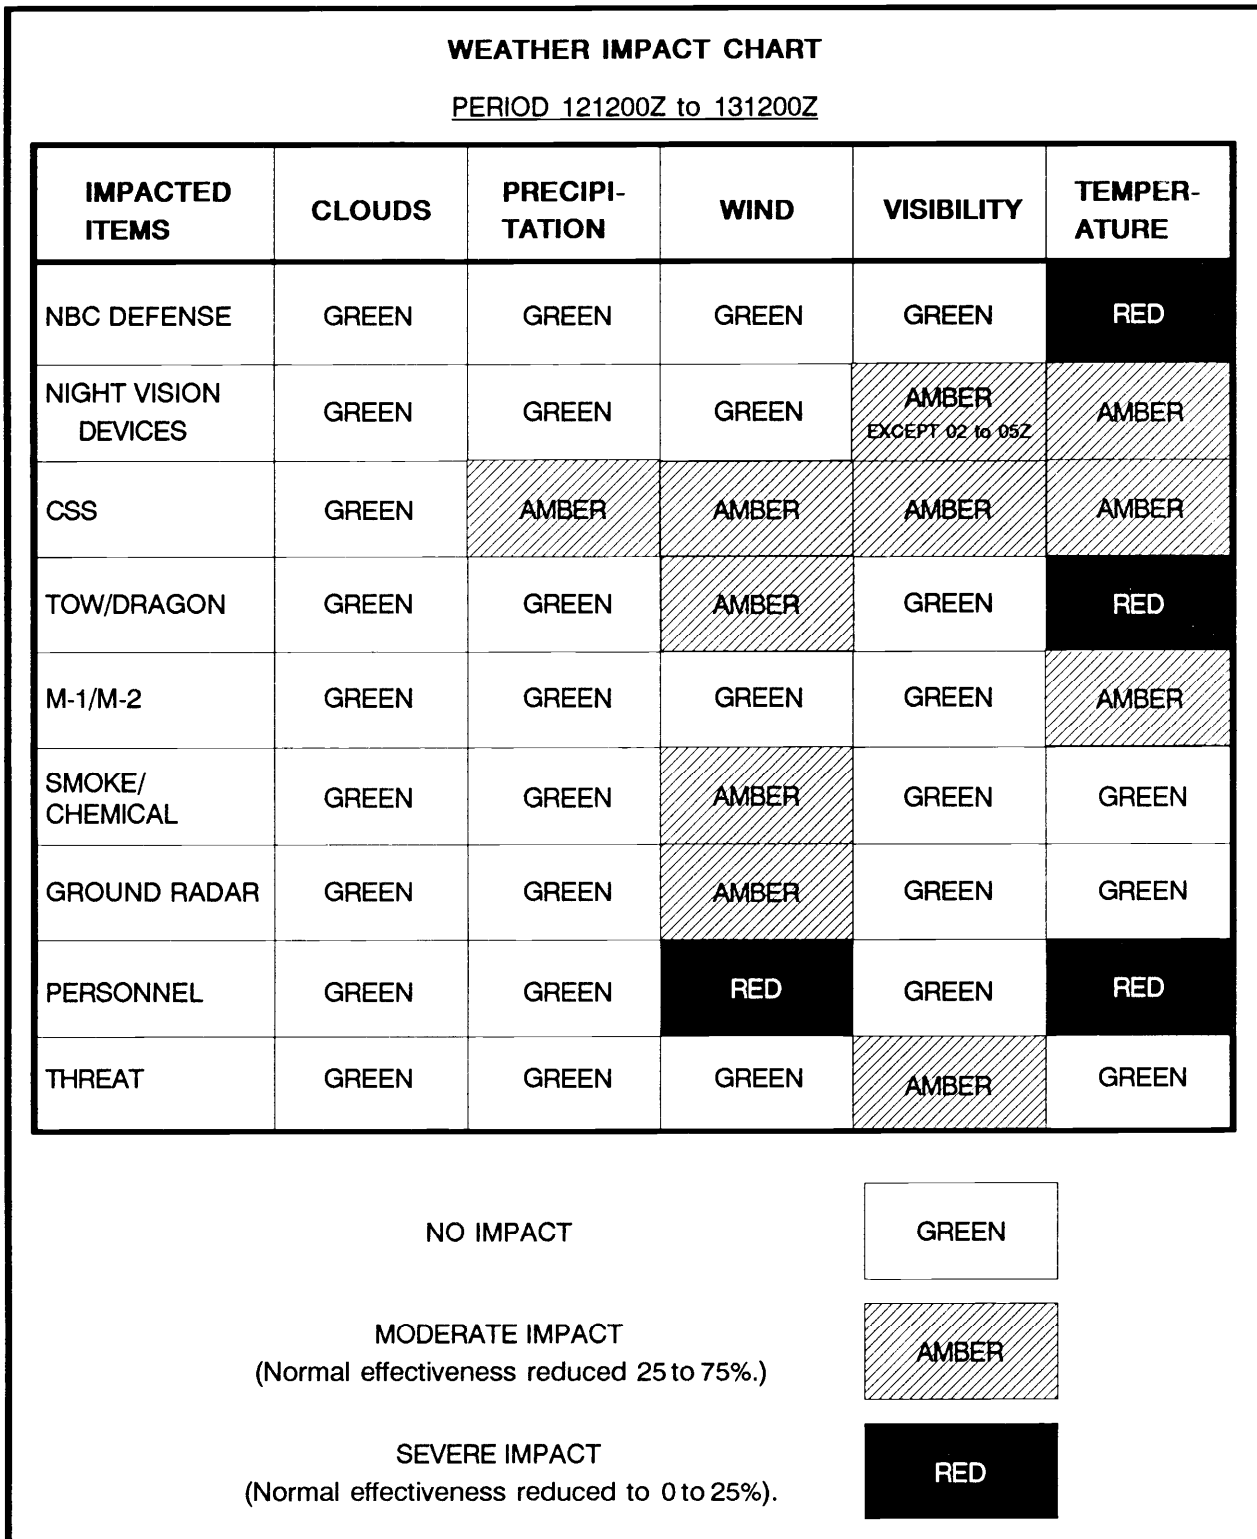 WEATHER IMPACT CHART
PERIOD 121200Z to 131200Z
IMPACTED ITEMS CLOUDS PRECIPI-TATION WIND VISIBILITY TEMPER-ATURE
NBC DEFENSE GREEN GREEN GREEN GREEN RED
NIGHT VISION DEVICES GREEN GREEN GREEN AMBER EXCEPT 02 to 05Z AMBER
CSS GREEN AMBER AMBER AMBER AMBER
TOW/DRAGON GREEN GREEN AMBER GREEN RED
M-1/M-2 GREEN GREEN GREEN GREEN AMBER
SMOKE/CHEMICAL GREEN GREEN AMBER GREEN GREEN
GROUND RADAR GREEN GREEN AMBER GREEN GREEN
PERSONNEL GREEN GREEN RED GREEN RED
THREAT GREEN GREEN GREEN AMBER GREEN
NO IMPACT GREEN
MODERATE IMPACT
(Normal effectiveness reduced 25 to 75%.) AMBER
SEVERE IMPACT
(Normal effectiveness reduced to 0 to 25%). RED